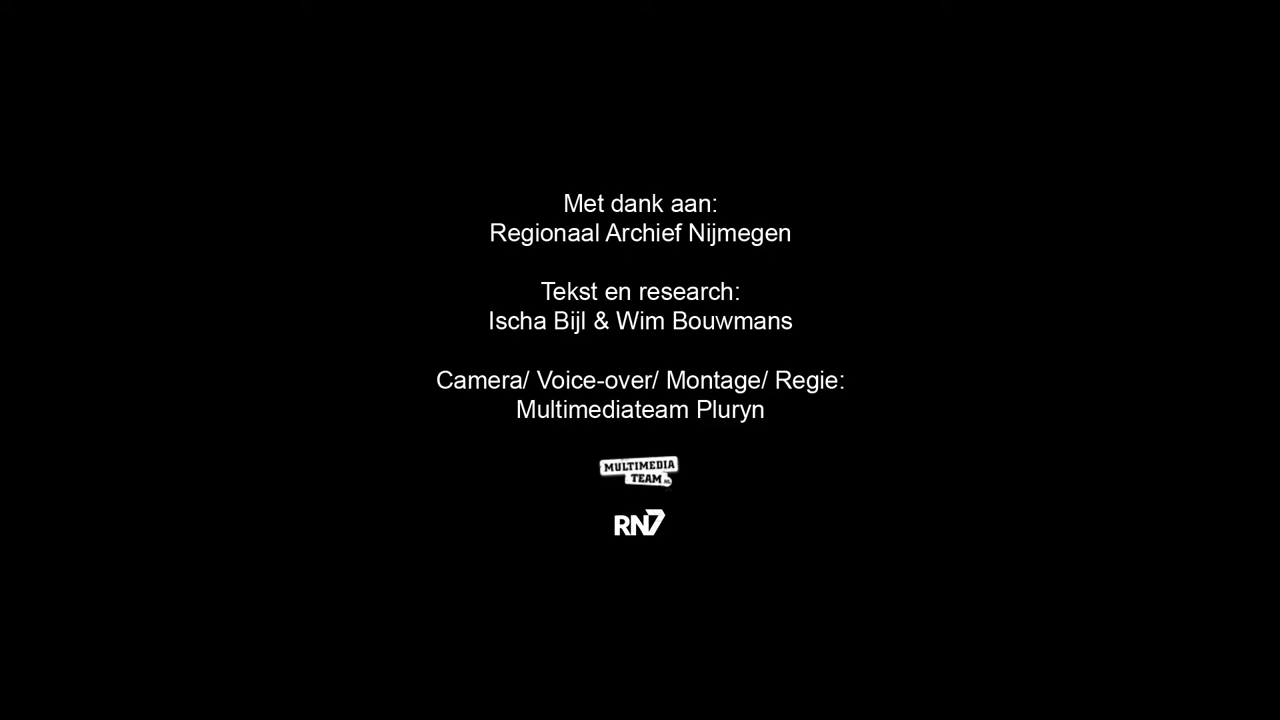 Met dank aan:
Regionaal Archief Nijmegen
Tekst en research:
Ischa Bijl & Wim Bouwmans
Camera/ Voice-over/ Montage/ Regie:
Multimediateam Pluryn
MULTIMEDIA
TEAM.NL
RN7